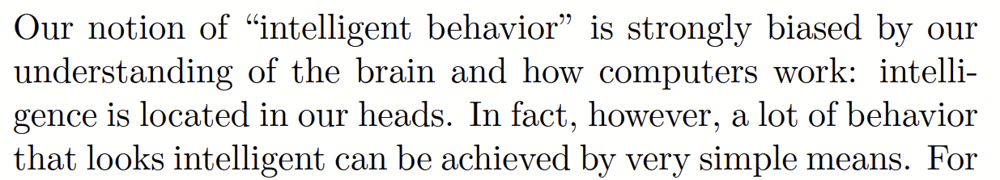 Our notion of “intelligent behavior” is strongly biased by our
understanding of the brain and how computers work: intelli-
gence is located in our heads. In fact, however, a lot of behavior
that looks intelligent can be achieved by very simple means. For